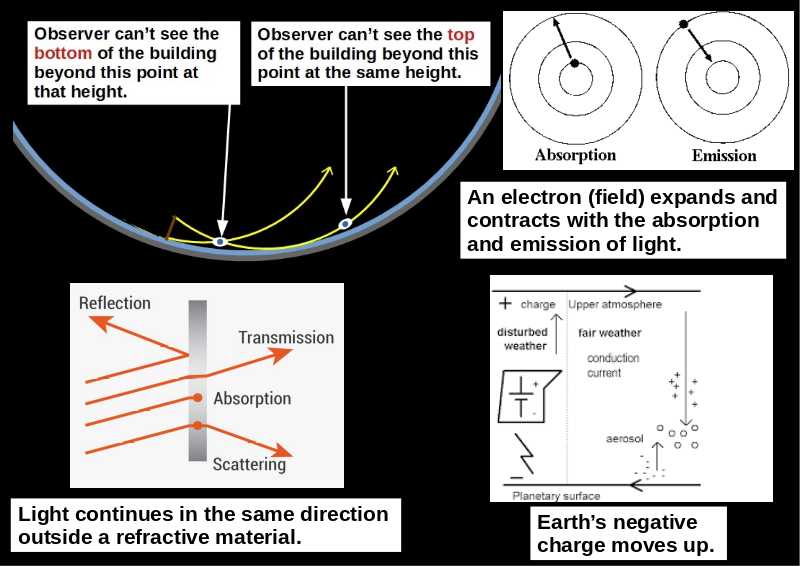 Observer can't see the
bottom of the building
beyond this point at
that height.
Observer can't see the top
of the building beyond this
point at the same height.
Absorption
Emission
An electron (field) expands and
contracts with the absorption
and emission of light.
Reflection
Transmission
Absorption
Scattering
Light continues in the same direction
outside a refractive material.
+ charge
Upper atmosphere
disturbed
weather
fair weather
conduction
current
aerosol
Planetary surface
Earth's negative
charge moves up.